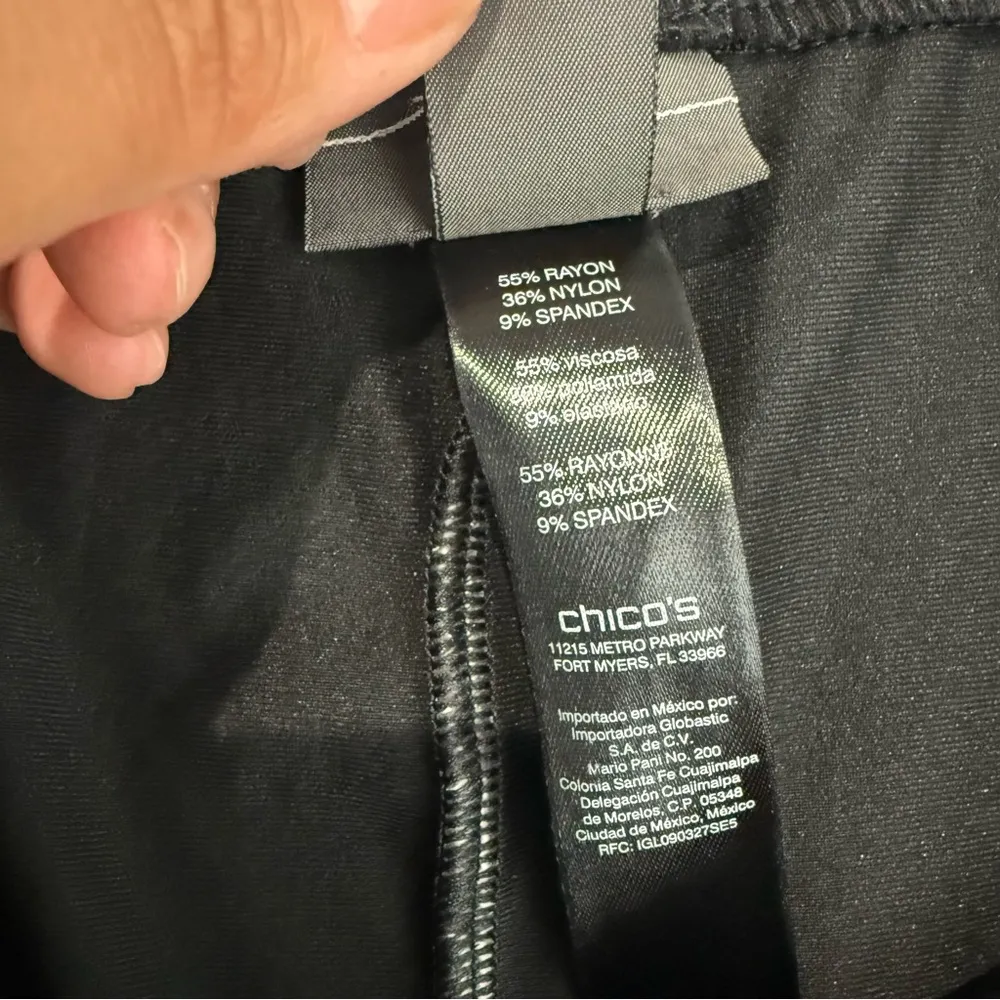 55% RAYON
36% NYLON
9% SPANDEX
55% viscosa
poliamida
9% elastano
55% RAYONNE
36% NYLON
9% SPANDEX
chico's
11215 METRO PARKWAY
FORT MYERS, FL 33966
Importado en México por:
Importadora Globastic
S.A. de C.V.
Mario Pani No. 200
Colonia Santa Fe Cuajimalpa
Delegación Cuajimalpa
de Morelos, C.P. 05348
Ciudad de México, México
RFC: IGL090327SE5